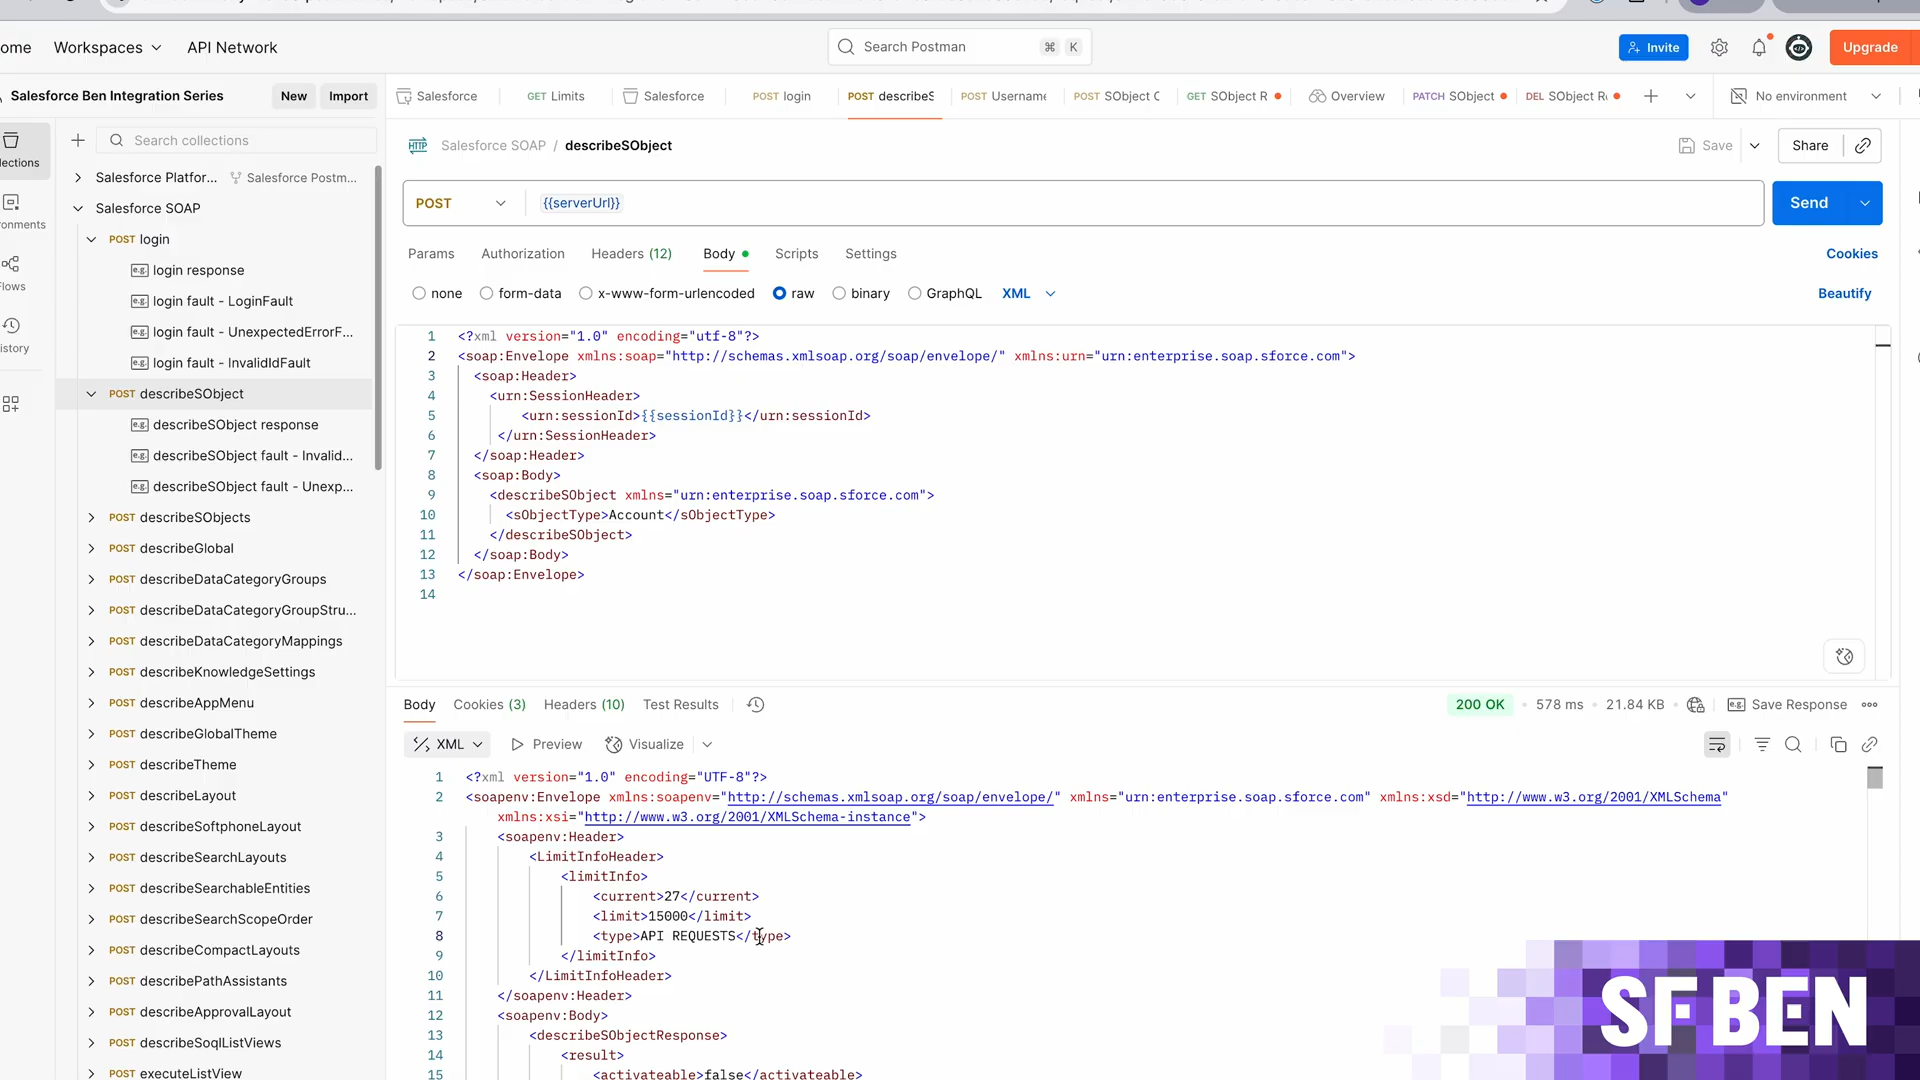 ome Workspaces API Network Search Postman ⌘ K Invite Upgrade
Salesforce Ben Integration Series New Import
Salesforce GET Limits Salesforce POST login POST describeS POST Username POST SObject C GET SObject R Overview PATCH SObject DEL SObject R No environment
Search collections
lections
ronments
lows
istory
Salesforce Platfor... Salesforce Postm...
Salesforce SOAP
POST login
login response
login fault - LoginFault
login fault - UnexpectedErrorF...
login fault - InvalidIdFault
POST describeSObject
describeSObject response
describeSObject fault - Invalid...
describeSObject fault - Unexp...
POST describeSObjects
POST describeGlobal
POST describeDataCategoryGroups
POST describeDataCategoryGroupStru...
POST describeDataCategoryMappings
POST describeKnowledgeSettings
POST describeAppMenu
POST describeGlobalTheme
POST describeTheme
POST describeLayout
POST describeSoftphoneLayout
POST describeSearchLayouts
POST describeSearchableEntities
POST describeSearchScopeOrder
POST describeCompactLayouts
POST describePathAssistants
POST describeApprovalLayout
POST describeSoqlListViews
POST executeListView
HTTP Salesforce SOAP / describeSObject Save Share
POST {{serverUrl}} Send
Params Authorization Headers (12) Body Scripts Settings Cookies
none form-data x-www-form-urlencoded raw binary GraphQL XML Beautify
1 <?xml version="1.0" encoding="utf-8"?>
2 <soap:Envelope xmlns:soap="http://schemas.xmlsoap.org/soap/envelope/" xmlns:urn="urn:enterprise.soap.sforce.com">
3 <soap:Header>
4 <urn:SessionHeader>
5 <urn:sessionId>{{sessionId}}</urn:sessionId>
6 </urn:SessionHeader>
7 </soap:Header>
8 <soap:Body>
9 <describeSObject xmlns="urn:enterprise.soap.sforce.com">
10 <sObjectType>Account</sObjectType>
11 </describeSObject>
12 </soap:Body>
13 </soap:Envelope>
14
Body Cookies (3) Headers (10) Test Results 200 OK 578 ms 21.84 KB e.g. Save Response
XML Preview Visualize
1 <?xml version="1.0" encoding="UTF-8"?>
2 <soapenv:Envelope xmlns:soapenv="http://schemas.xmlsoap.org/soap/envelope/" xmlns="urn:enterprise.soap.sforce.com" xmlns:xsd="http://www.w3.org/2001/XMLSchema"
xmlns:xsi="http://www.w3.org/2001/XMLSchema-instance">
3 <soapenv:Header>
4 <LimitInfoHeader>
5 <limitInfo>
6 <current>27</current>
7 <limit>15000</limit>
8 <type>API REQUESTS</type>
9 </limitInfo>
10 </LimitInfoHeader>
11 </soapenv:Header>
12 <soapenv:Body>
13 <describeSObjectResponse>
14 <result>
15 <activateable>false</activateable>
SF BEN